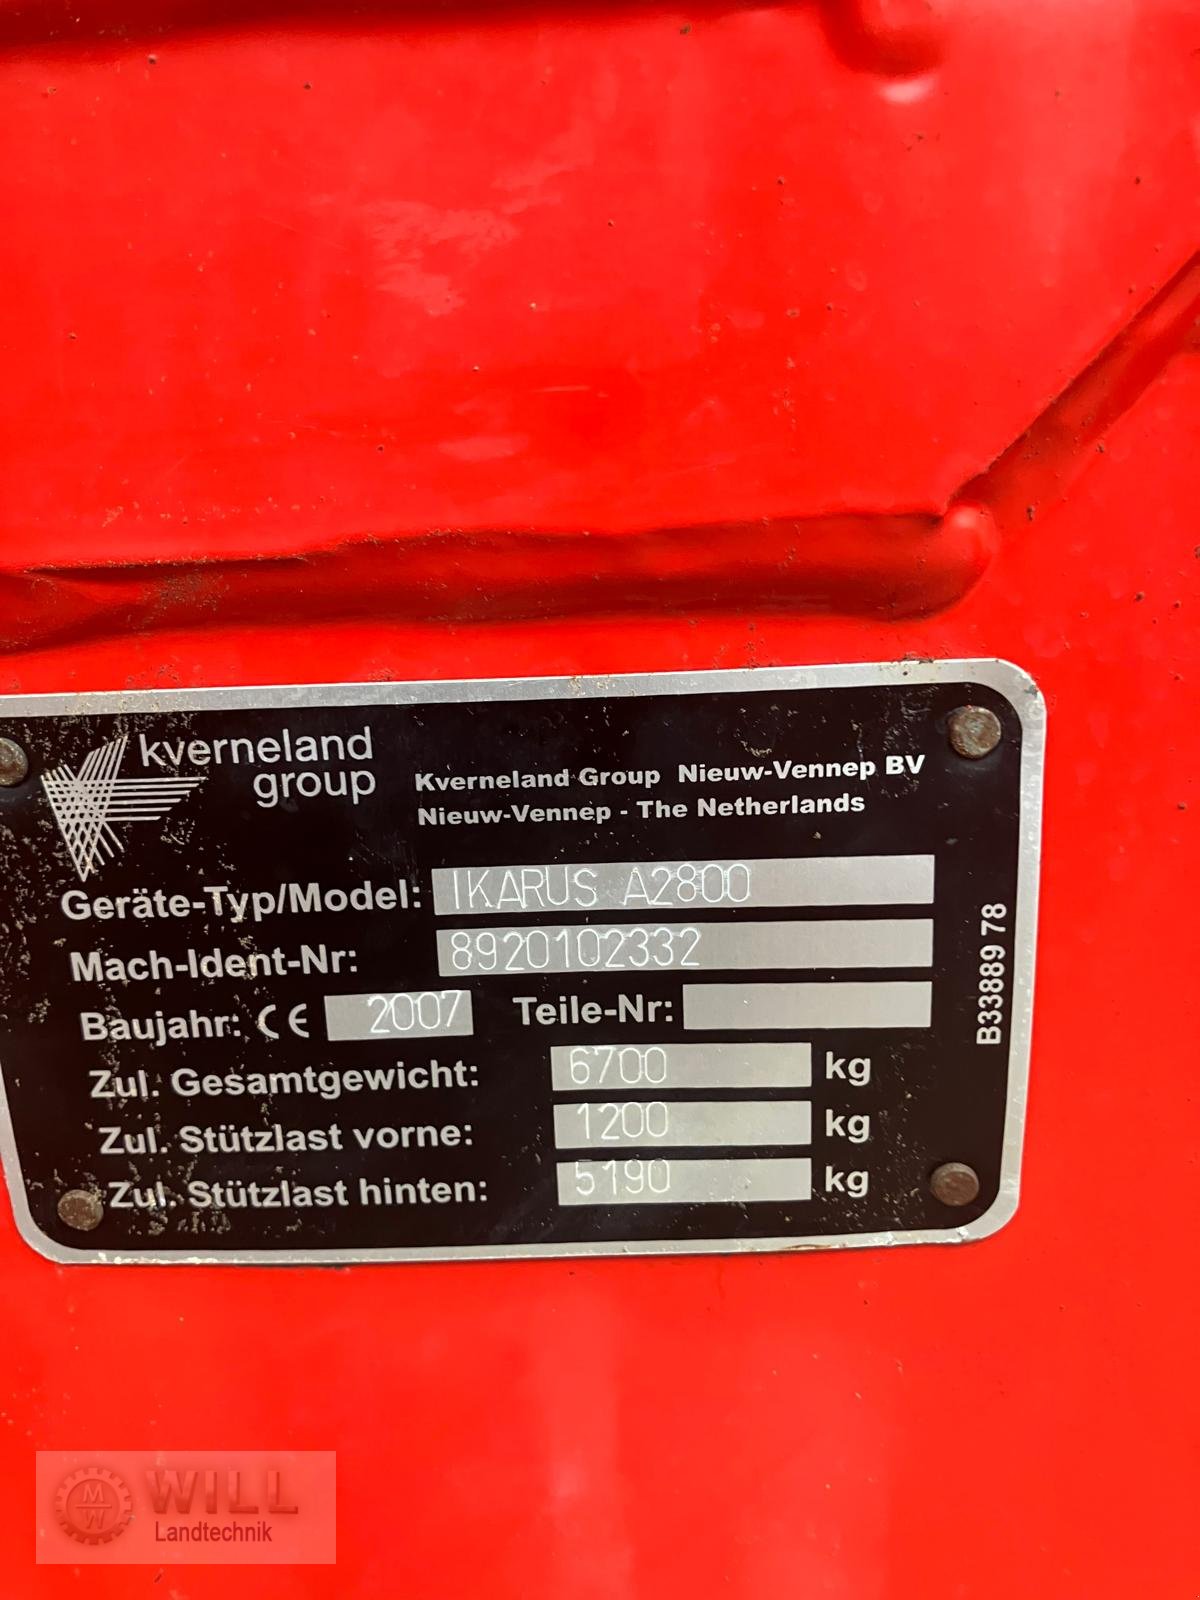 kverneland
group
Kverneland Group Nieuw-Vennep BV
Nieuw-Vennep - The Netherlands
Geräte-Typ/Model: IKARUS A2800
Mach-Ident-Nr: 8920102332
Baujahr: CE 2007 Teile-Nr:
Zul. Gesamtgewicht: 6700 kg
Zul. Stützlast vorne: 1200 kg
Zul. Stützlast hinten: 5190 kg
B33889 78
MW
WILL
Landtechnik